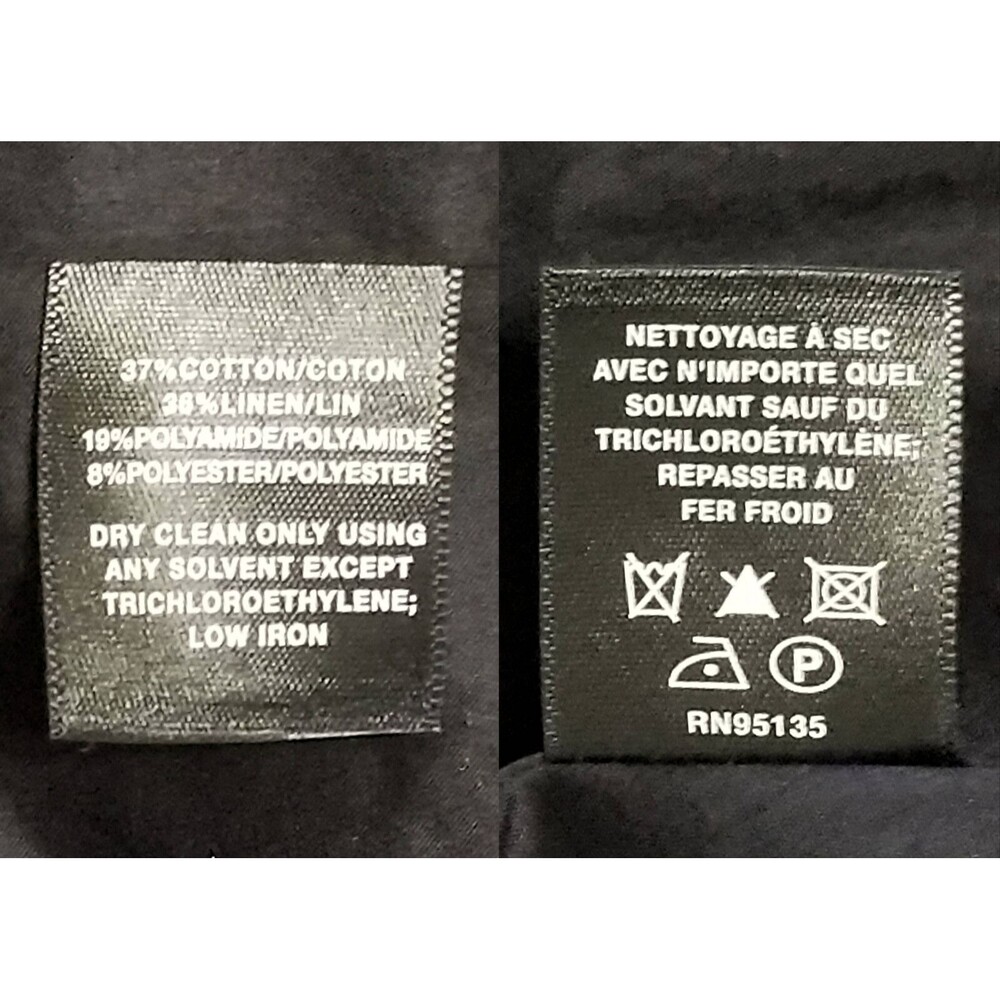 37%COTTON/COTON
36%LINEN/LIN
19%POLYAMIDE/POLYAMIDE
8%POLYESTER/POLYESTER
DRY CLEAN ONLY USING
ANY SOLVENT EXCEPT
TRICHLOROETHYLENE;
LOW IRON
NETTOYAGE À SEC
AVEC N'IMPORTE QUEL
SOLVANT SAUF DU
TRICHLOROÉTHYLÈNE;
REPASSER AU
FER FROID
P
RN95135